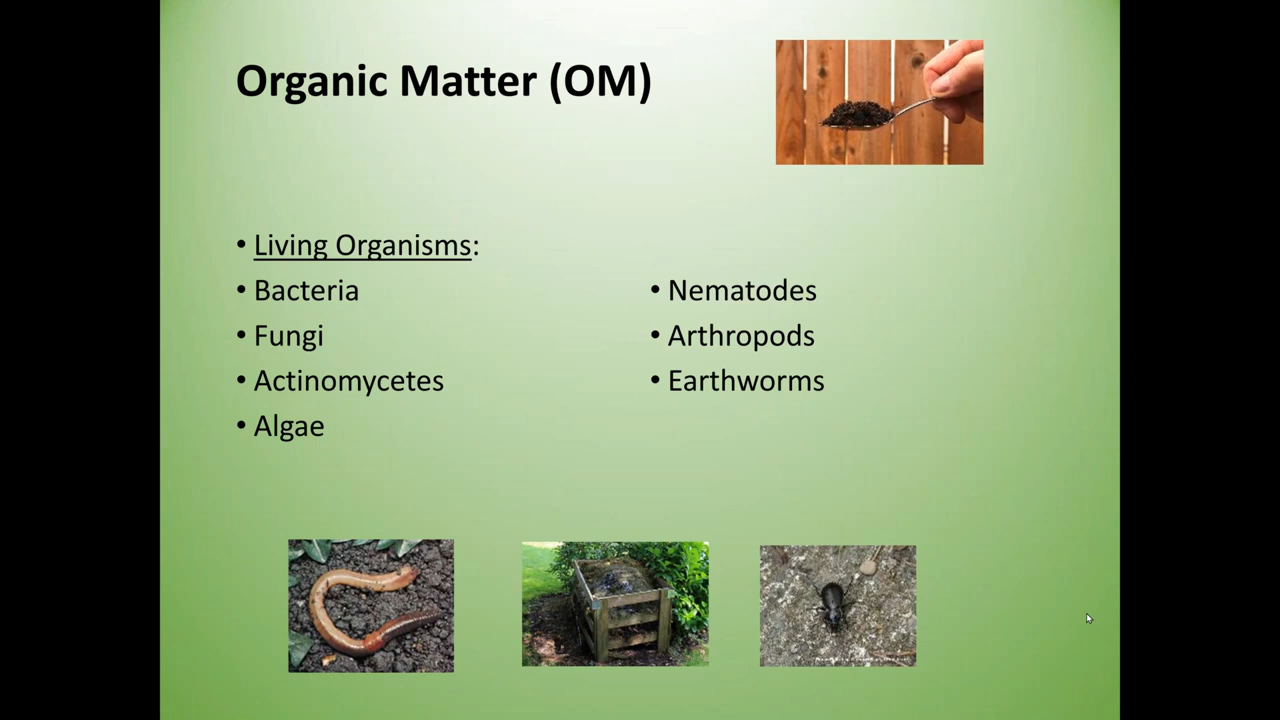 Organic Matter (OM)
• Living Organisms:
• Bacteria
• Fungi
• Actinomycetes
• Algae
• Nematodes
• Arthropods
• Earthworms